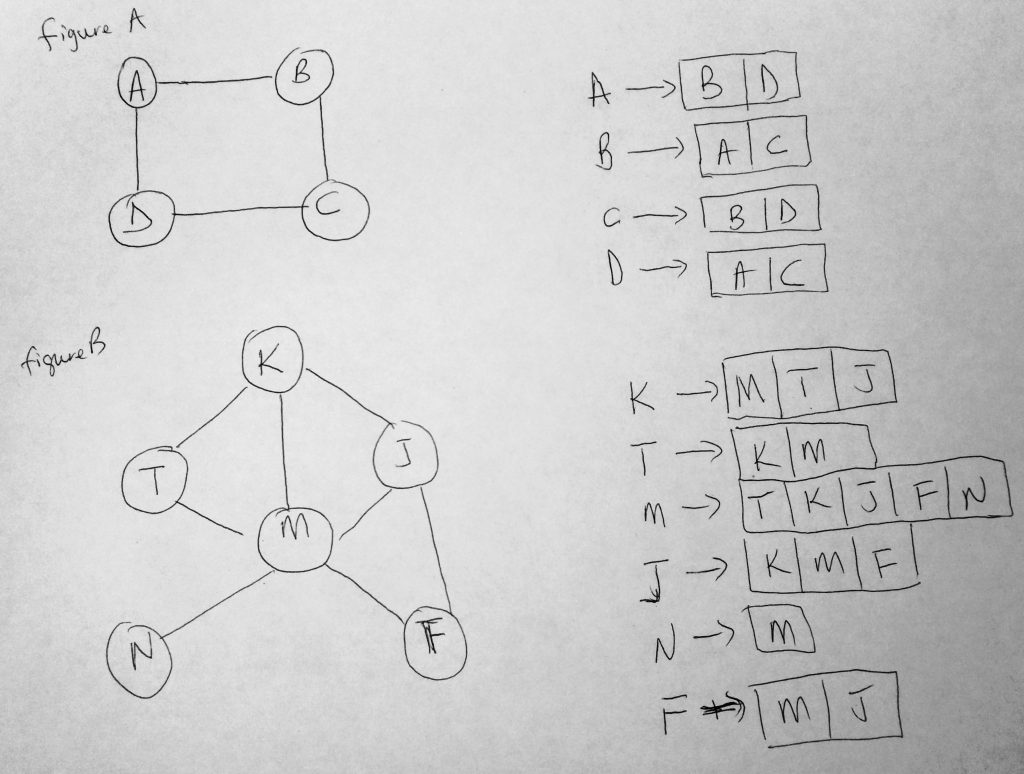 figure A
A B
D C
A → B D
B → A C
C → B D
D → A C
figure B
K
T J
M
N F
K → M T J
T → K M
M → T K J F N
J → K M F
N → M
F → M J